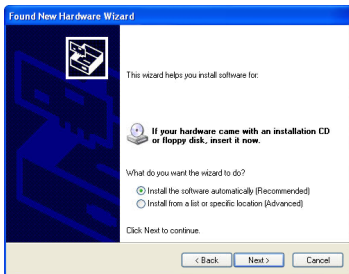 Found New Hardware Wizard
This wizard helps you install software for:
If your hardware came with an installation CD
or floppy disk, insert it now.
What do you want the wizard to do?
Install the software automatically (Recommended)
Install from a list or specific location (Advanced)
Click Next to continue.
< Back Next > Cancel